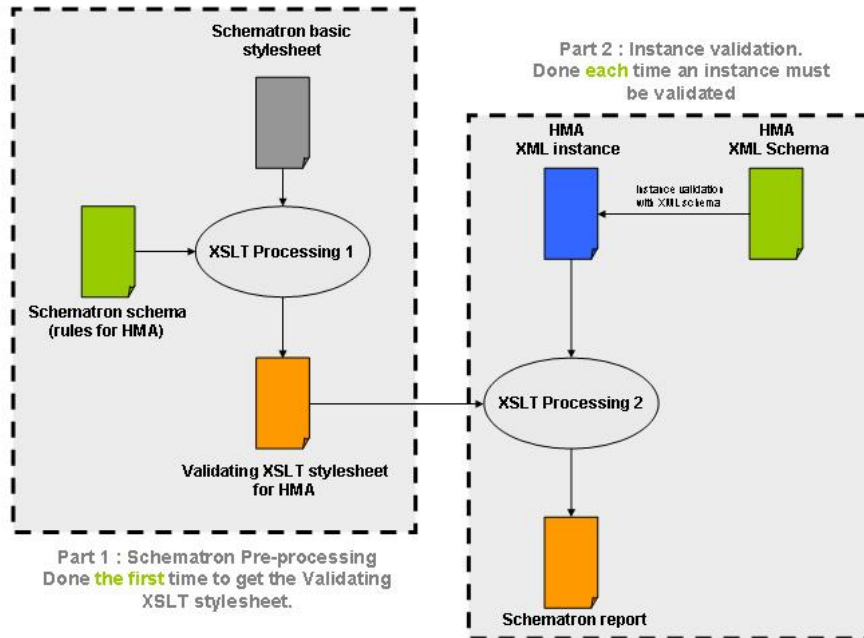 Schematron basic
stylesheet
XSLT Processing 1
Schematron schema
(rules for HMA)
Validating XSLT stylesheet
for HMA
Part 1 : Schematron Pre-processing
Done the first time to get the Validating
XSLT stylesheet.
Part 2 : Instance validation.
Done each time an instance must
be validated
HMA
XML instance
HMA
XML Schema
Instance validation
with XML schema
XSLT Processing 2
Schematron report